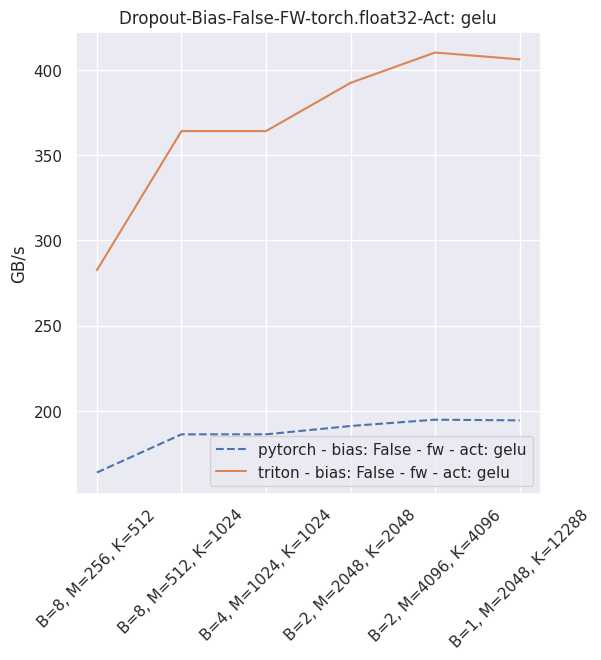 Dropout-Bias-False-FW-torch.float32-Act: gelu
GB/s
400
350
300
250
200
pytorch - bias: False - fw - act: gelu
triton - bias: False - fw - act: gelu
B=8, M=256, K=512
B=8, M=512, K=1024
B=4, M=1024, K=1024
B=2, M=2048, K=2048
B=2, M=4096, K=4096
B=1, M=2048, K=12288